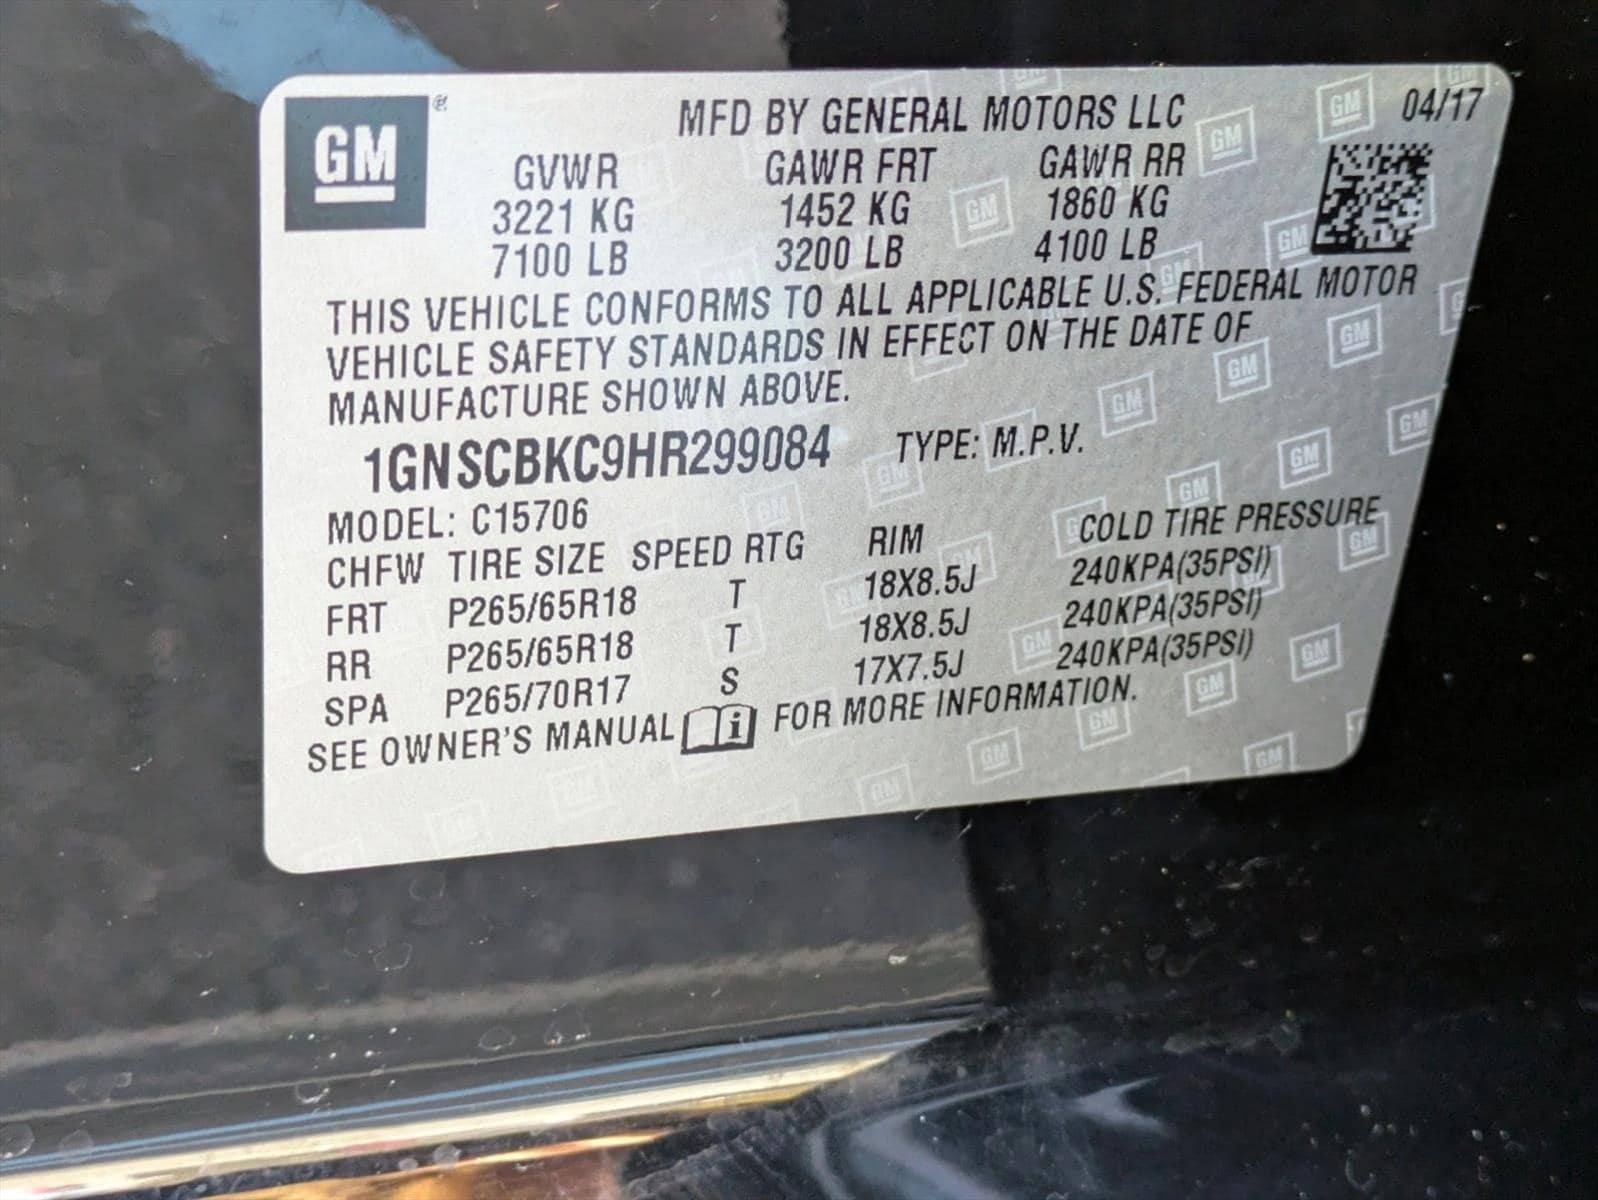 GM
MFD BY GENERAL MOTORS LLC 04/17
GVWR GAWR FRT GAWR RR
3221 KG 1452 KG 1860 KG
7100 LB 3200 LB 4100 LB
THIS VEHICLE CONFORMS TO ALL APPLICABLE U.S. FEDERAL MOTOR
VEHICLE SAFETY STANDARDS IN EFFECT ON THE DATE OF
MANUFACTURE SHOWN ABOVE.
1GNSCBKC9HR299084 TYPE: M.P.V.
MODEL: C15706
CHFW TIRE SIZE SPEED RTG RIM COLD TIRE PRESSURE
FRT P265/65R18 T 18X8.5J 240KPA(35PSI)
RR P265/65R18 T 18X8.5J 240KPA(35PSI)
SPA P265/70R17 S 17X7.5J 240KPA(35PSI)
SEE OWNER'S MANUAL i FOR MORE INFORMATION.